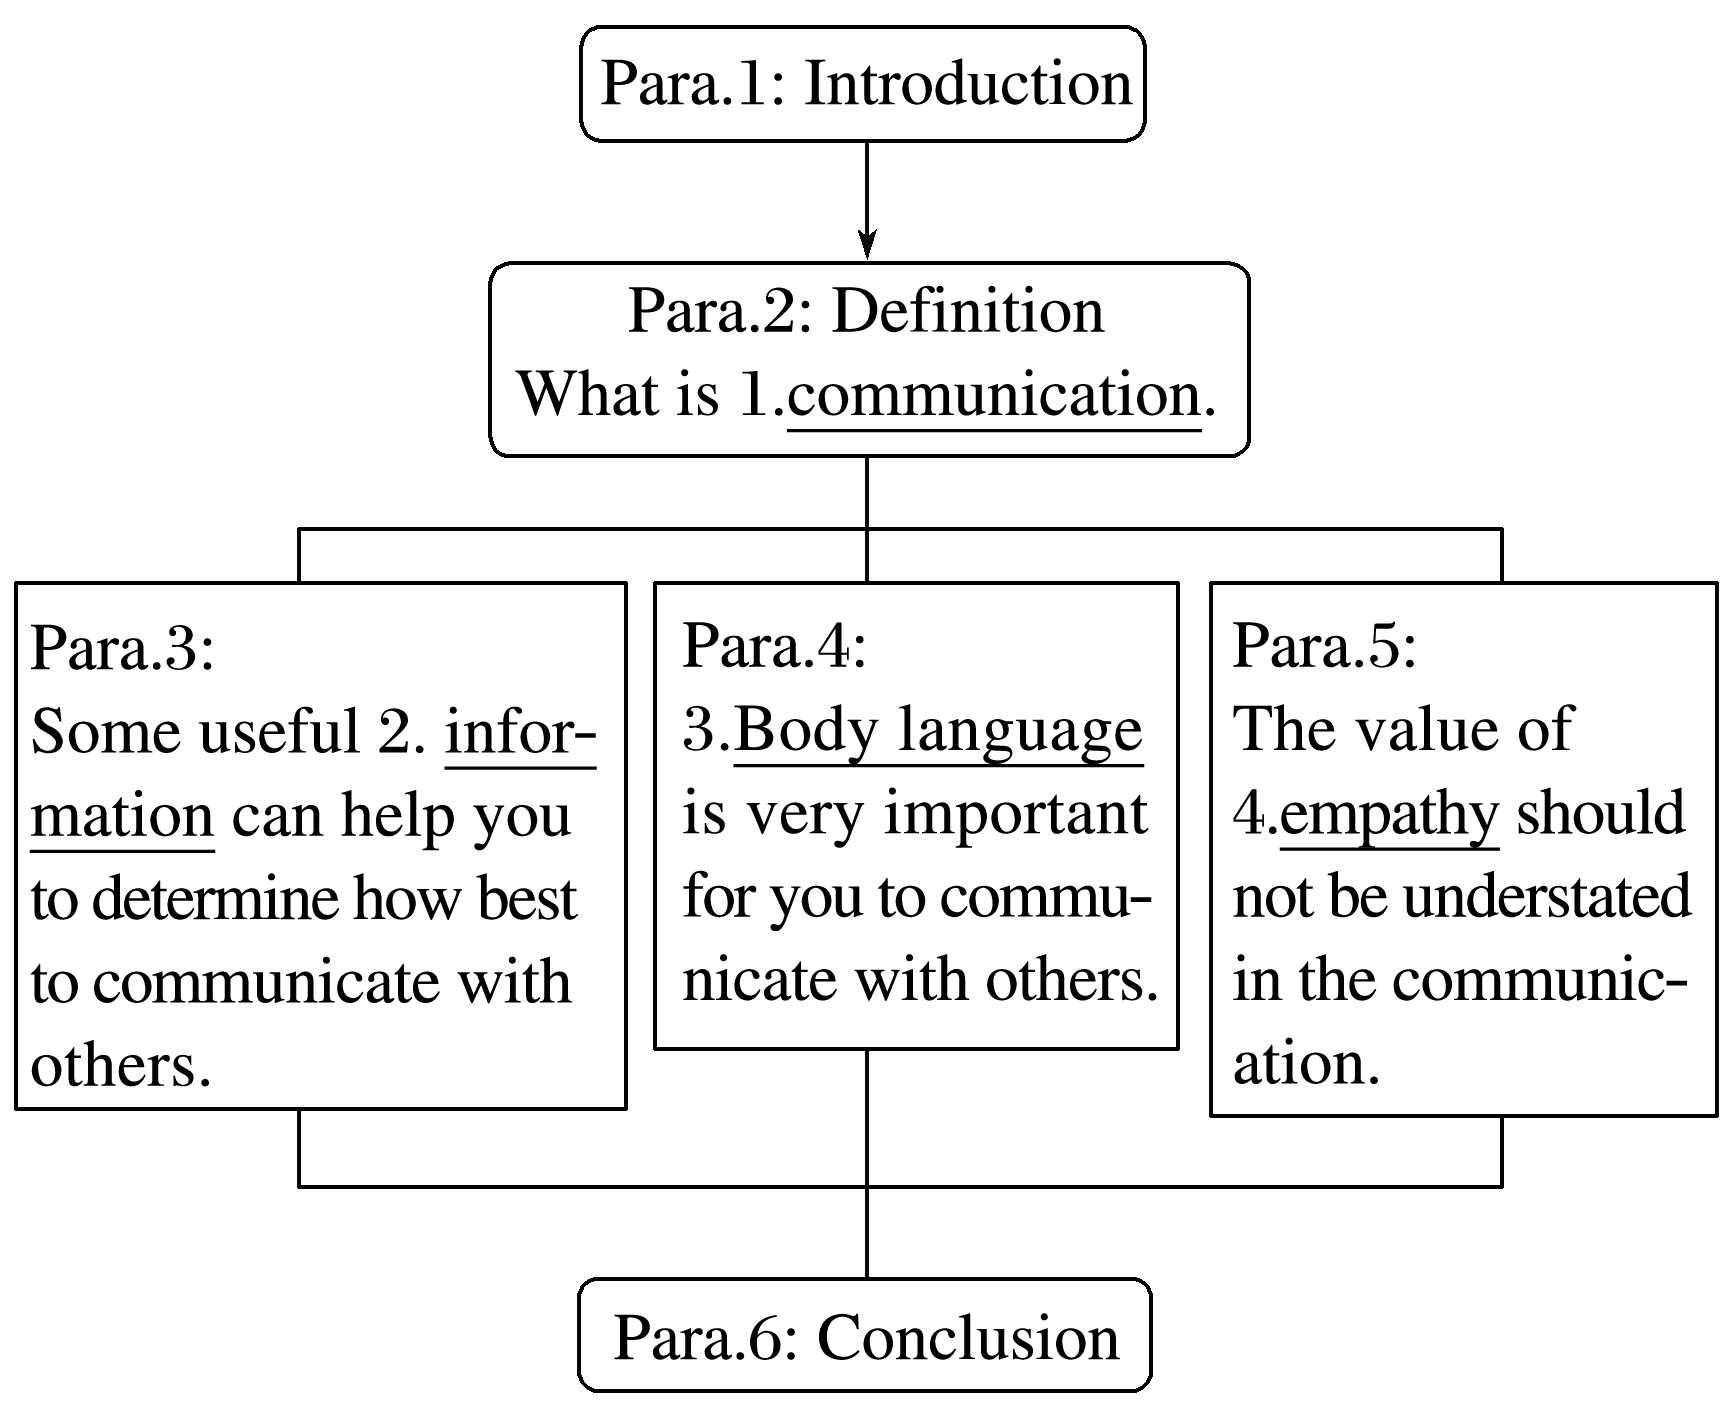 Para.1: Introduction
Para.2: Definition
What is 1.communication.
Para.3:
Some useful 2. infor-
mation can help you
to determine how best
to communicate with
others.
Para.4:
3.Body language
is very important
for you to commu-
nicate with others.
Para.5:
The value of
4.empathy should
not be understated
in the communic-
ation.
Para.6: Conclusion